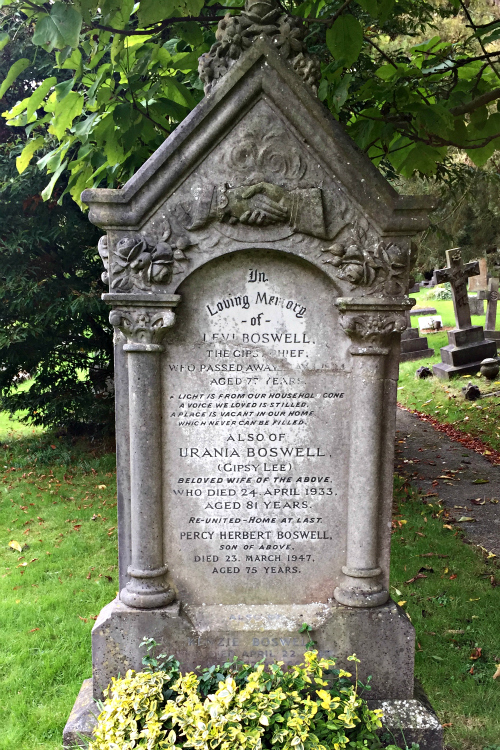 In
Loving Memory
- of -
LEVI BOSWELL,
THE GIPSY CHIEF,
WHO PASSED AWAY
AGED 77 YEARS.
A LIGHT IS FROM OUR HOUSEHOLD GONE
A VOICE WE LOVED IS STILLED
A PLACE IS VACANT IN OUR HOME
WHICH NEVER CAN BE FILLED.
ALSO OF
URANIA BOSWELL,
(GIPSY LEE)
BELOVED WIFE OF THE ABOVE,
WHO DIED 24 APRIL 1933,
AGED 81 YEARS.
RE-UNITED-HOME AT LAST.
PERCY HERBERT BOSWELL,
SON OF ABOVE,
DIED 23 MARCH 1947,
AGED 75 YEARS.
BOSWELL
APRIL